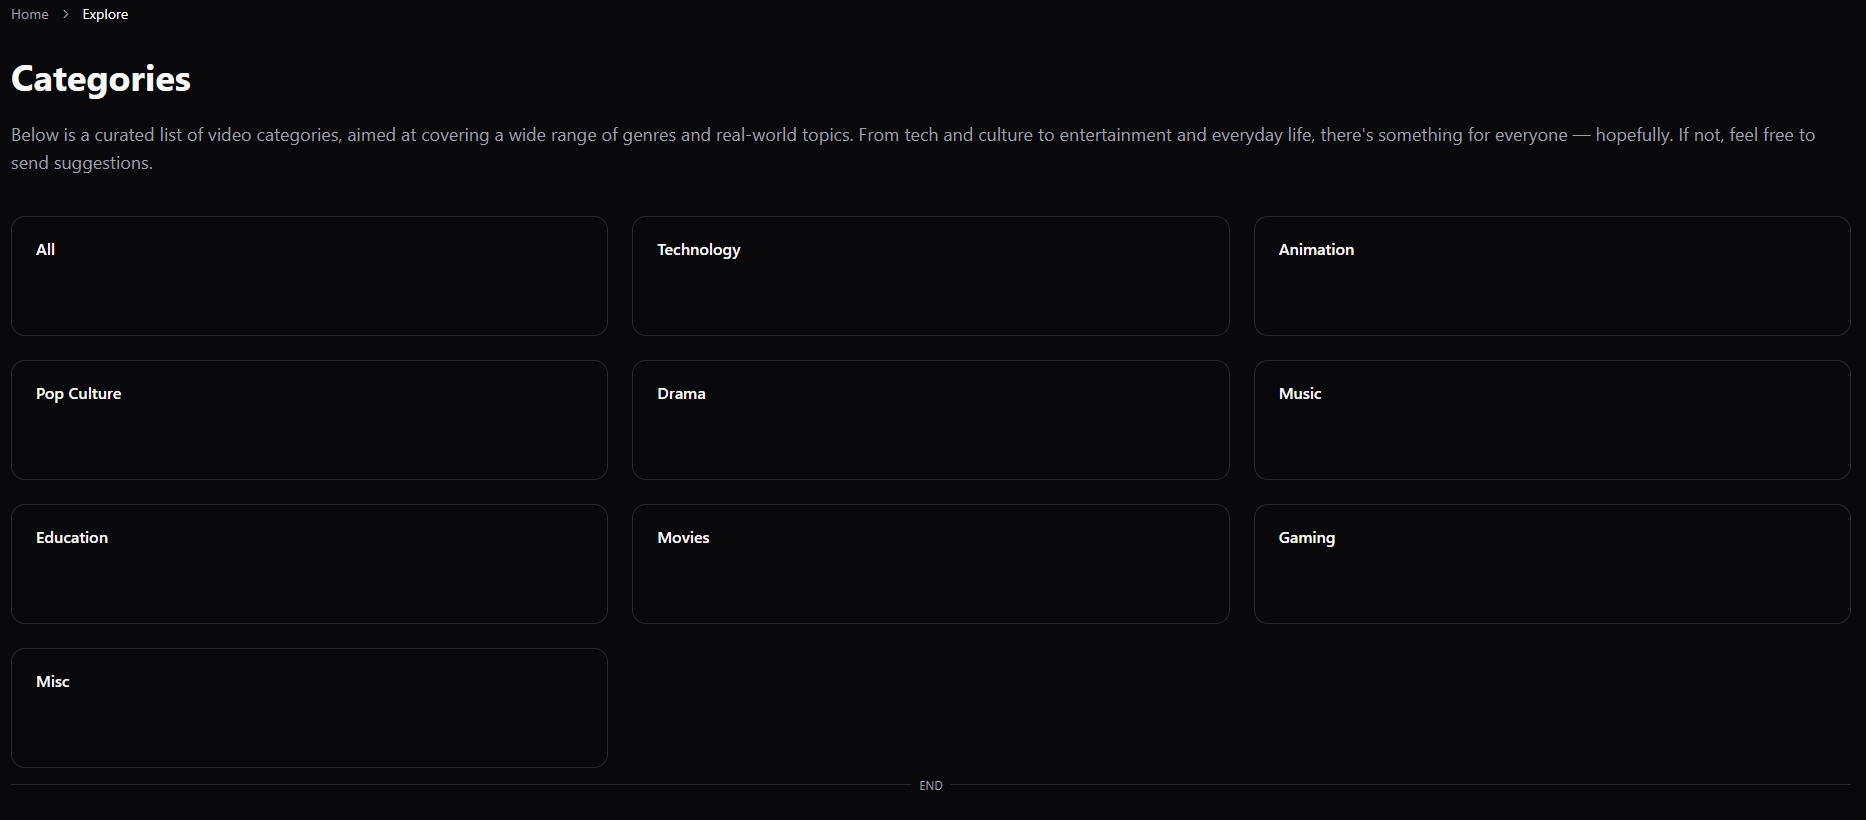 Home > Explore
Categories
Below is a curated list of video categories, aimed at covering a wide range of genres and real-world topics. From tech and culture to entertainment and everyday life, there's something for everyone — hopefully. If not, feel free to
send suggestions.
All
Technology
Animation
Pop Culture
Drama
Music
Education
Movies
Gaming
Misc
END